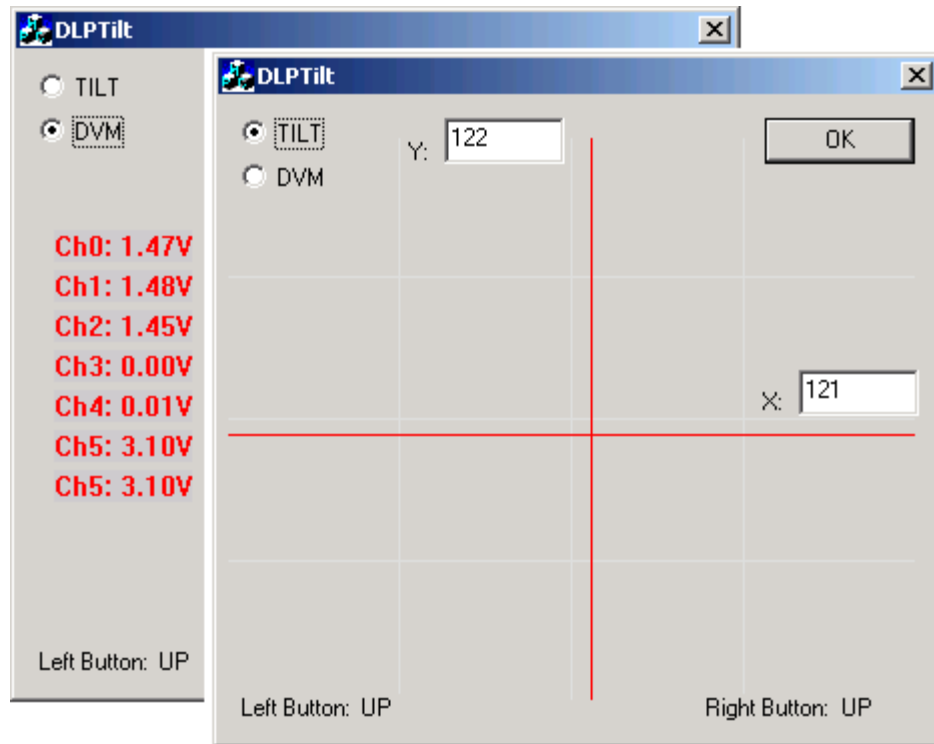 DLPTilt
TILT
DVM
Ch0: 1.47V
Ch1: 1.48V
Ch2: 1.45V
Ch3: 0.00V
Ch4: 0.01V
Ch5: 3.10V
Ch5: 3.10V
Left Button: UP
DLPTilt
TILT
DVM
Y: 122
OK
X: 121
Left Button: UP
Right Button: UP